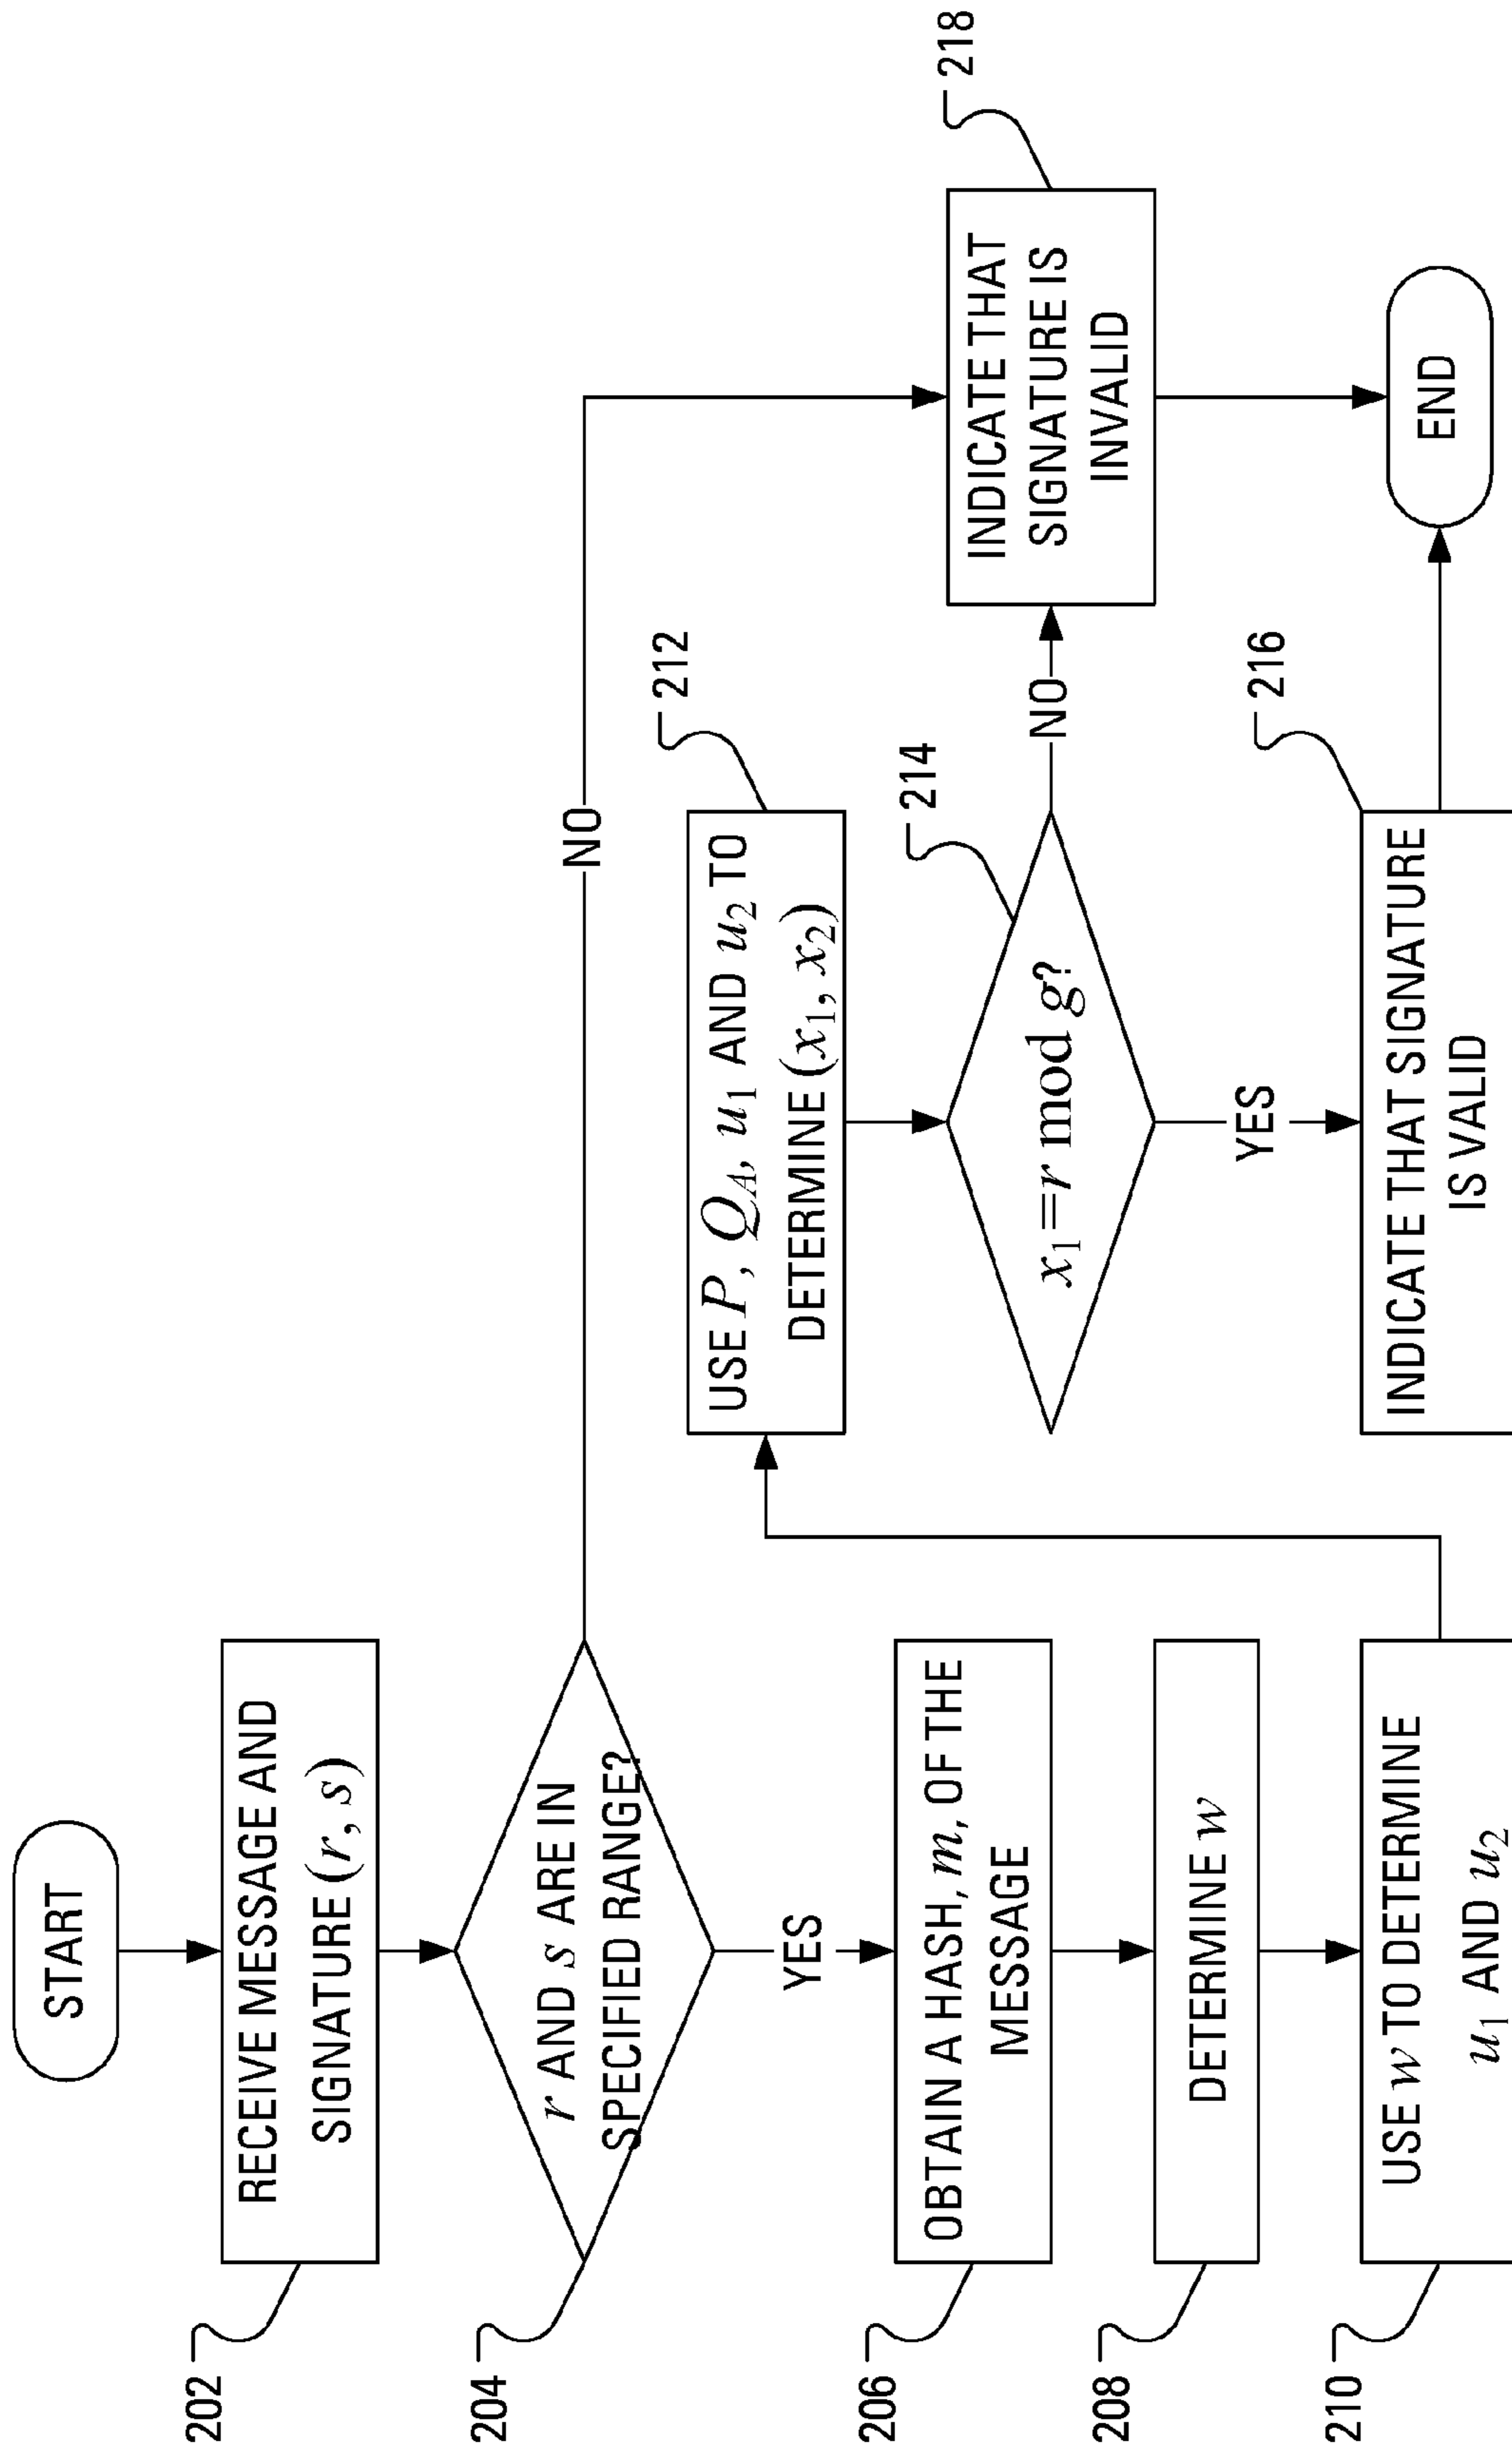 START
202
RECEIVE MESSAGE AND
SIGNATURE (r, s)
204
r AND s ARE IN
SPECIFIED RANGE?
NO
YES
206
OBTAIN A HASH, m, OF THE
MESSAGE
208
DETERMINE w
210
USE w TO DETERMINE
u₁ AND u₂
212
USE P, Q_A, u₁ AND u₂ TO
DETERMINE (x₁, x₂)
214
x₁=r mod g?
NO
YES
216
INDICATE THAT SIGNATURE
IS VALID
218
INDICATE THAT
SIGNATURE IS
INVALID
END